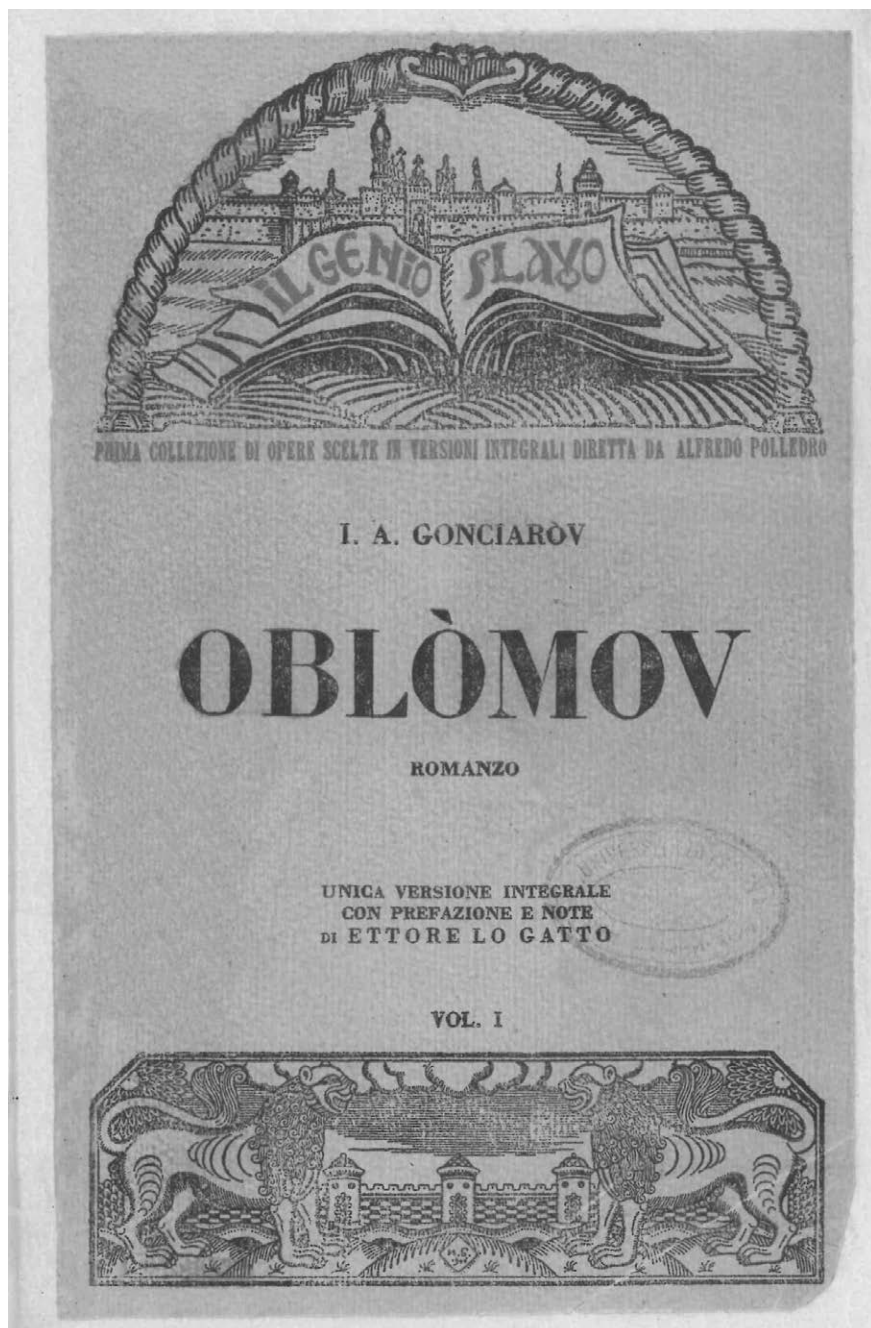 IL GENIO SLAVO
PRIMA COLLEZIONE DI OPERE SCELTE IN VERSIONI INTEGRALI DIRETTA DA ALFREDO POLLEDRO
I. A. GONCIARÒV
OBLÒMOV
ROMANZO
UNICA VERSIONE INTEGRALE
CON PREFAZIONE E NOTE
DI ETTORE LO GATTO
VOL. I